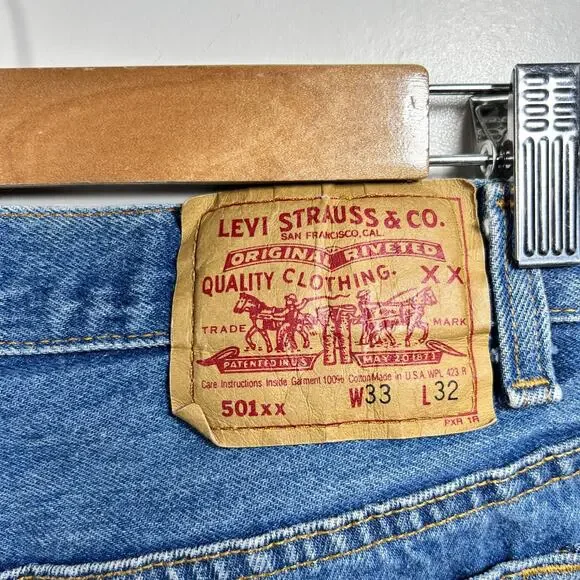 LEVI STRAUSS & CO.
SAN FRANCISCO, CAL.
ORIGINAL RIVETED
QUALITY CLOTHING. XX
TRADE MARK
PATENTED IN U.S. MAY 20 1873
Care Instructions Inside Garment 100% Cotton Made in U.S.A. WPL 423 R
501xx W33 L32
PXR 1R